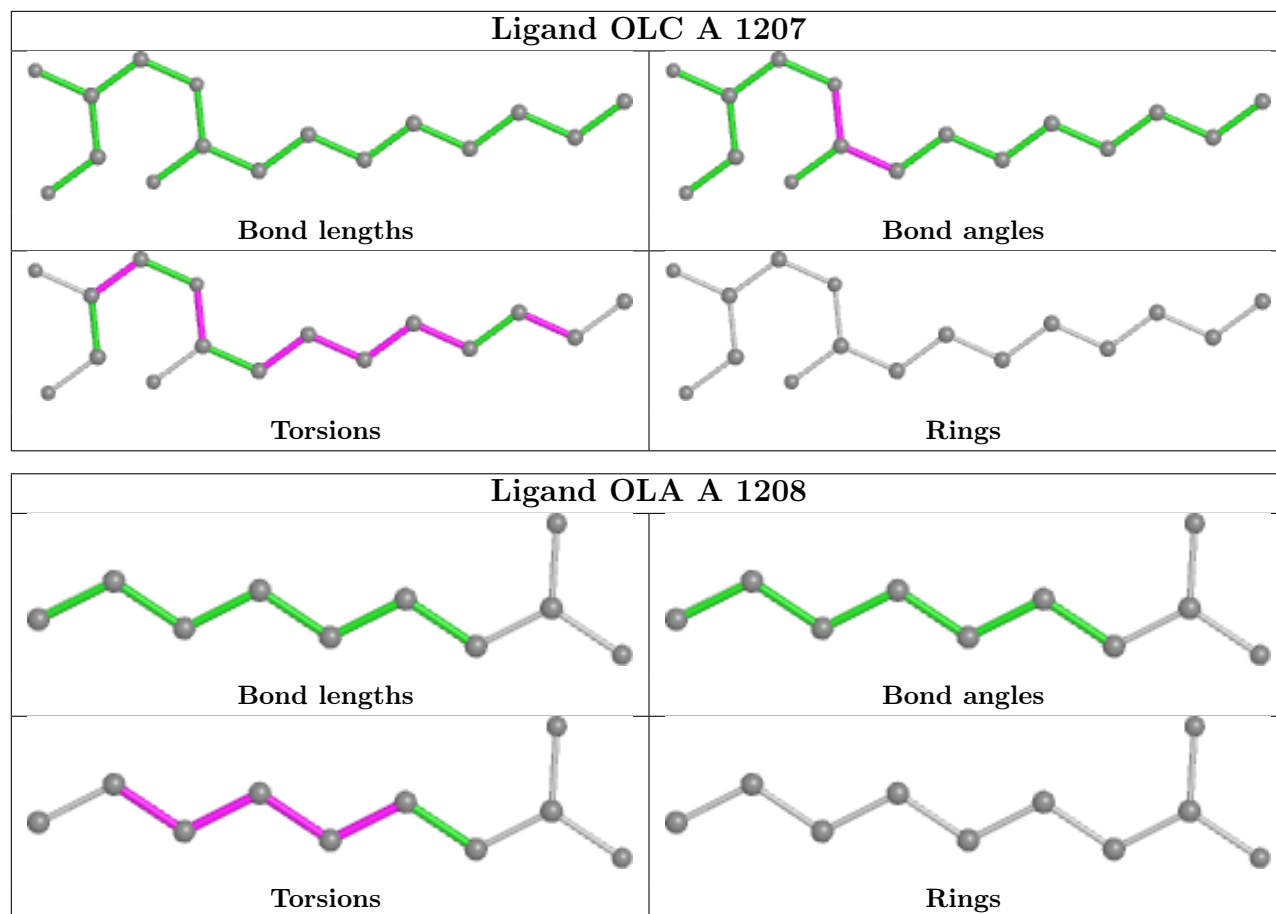 Ligand OLC A 1207
Bond lengths
Bond angles
Torsions
Rings
Ligand OLA A 1208
Bond lengths
Bond angles
Torsions
Rings